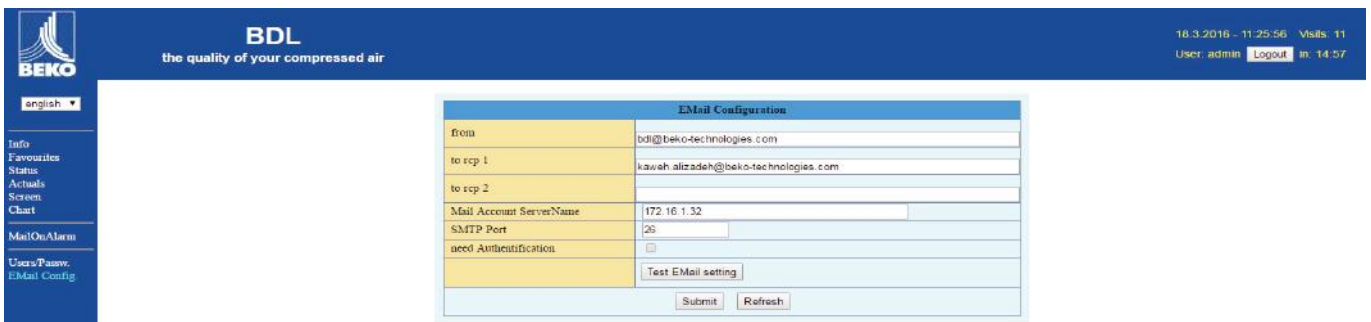 BEKO
BDL
the quality of your compressed air
18.3.2016 - 11:25:56 Visits: 11
User: admin Logout in: 14:57
english
Info
Favourites
Status
Actuals
Screen
Chart
MailOnAlarm
Users/Passw.
EMail Config.
EMail Configuration
from bdl@beko-technologies.com
to rcp 1 kaweh.alizadeh@beko-technologies.com
to rcp 2
Mail Account ServerName 172.16.1.32
SMTP Port 26
need Authentification
Test EMail setting
Submit Refresh